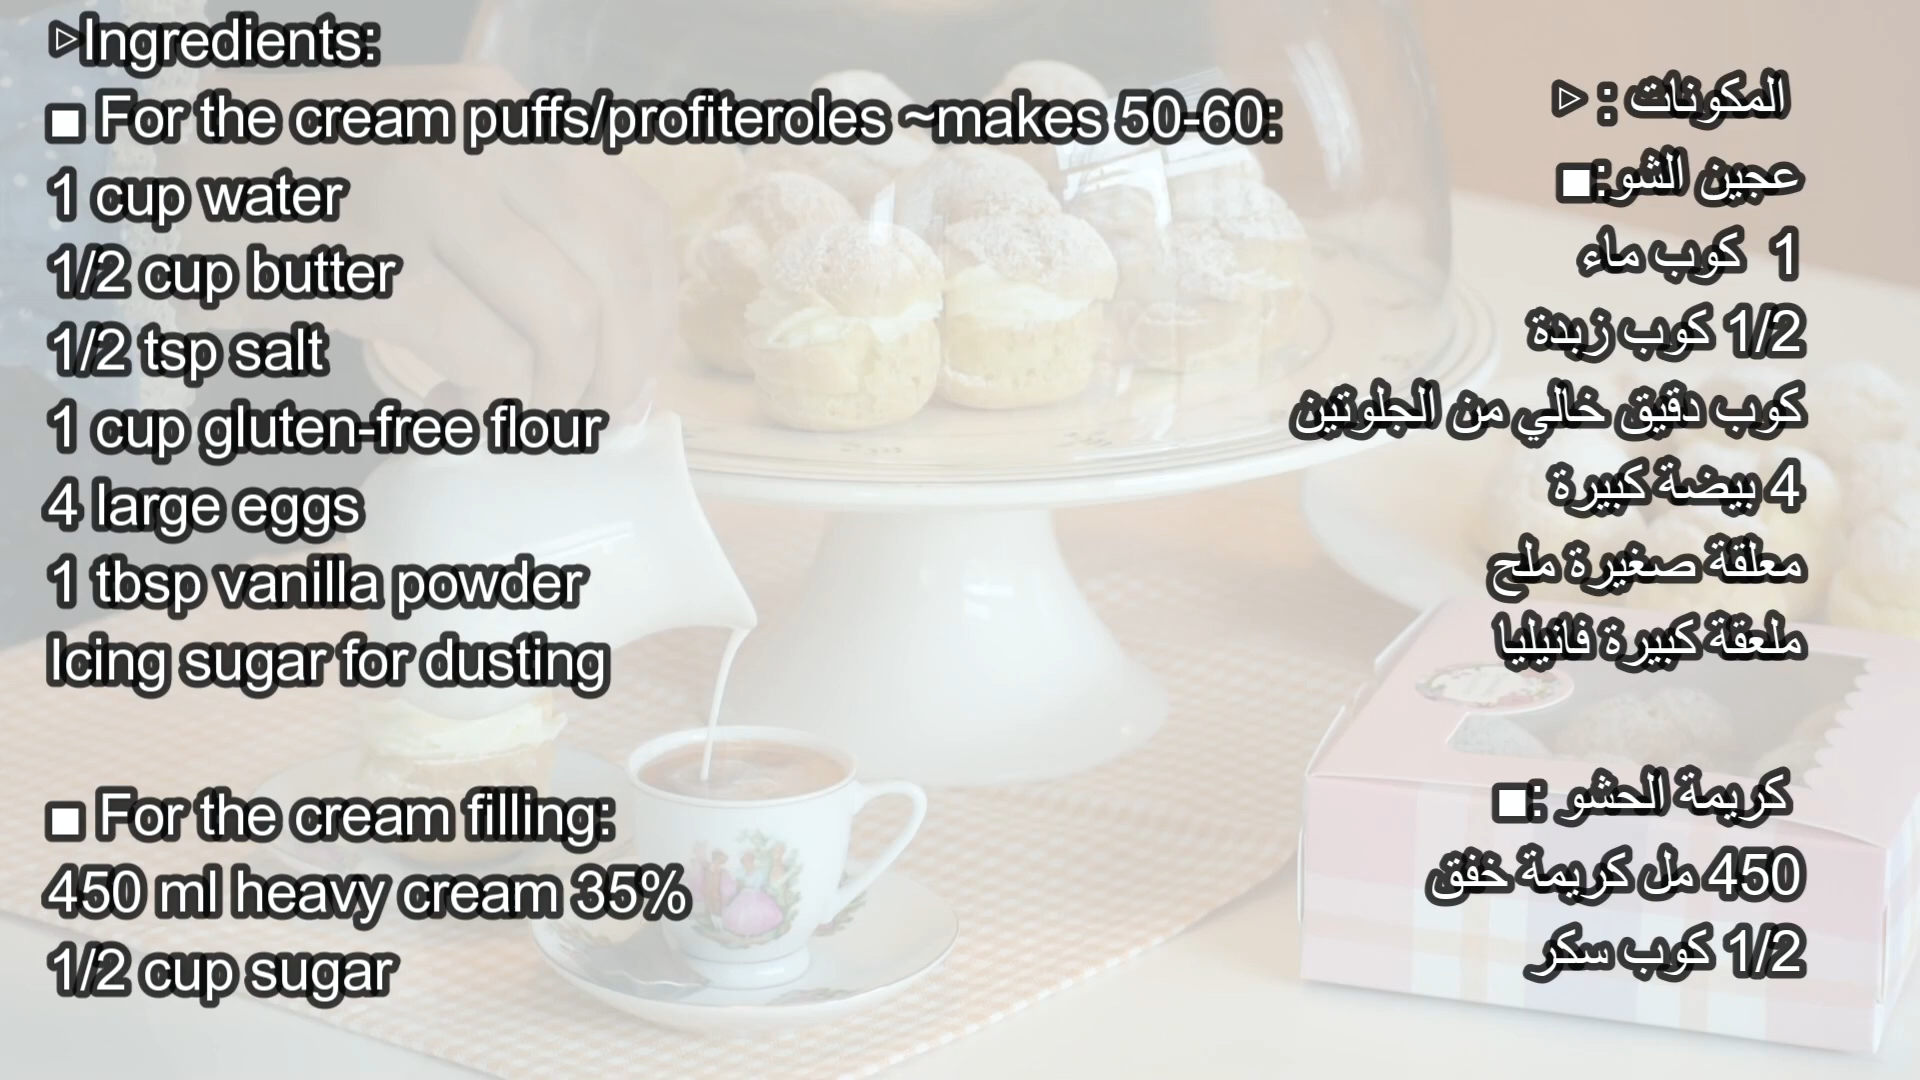 ▷Ingredients:
■ For the cream puffs/profiteroles ~makes 50-60:
1 cup water
1/2 cup butter
1/2 tsp salt
1 cup gluten-free flour
4 large eggs
1 tbsp vanilla powder
Icing sugar for dusting
■ For the cream filling:
450 ml heavy cream 35%
1/2 cup sugar
المكونات : ▷
عجين الشو:■
1 كوب ماء
1/2 كوب زبدة
كوب دقيق خالي من الجلوتين
4 بيضة كبيرة
معلقة صغيرة ملح
ملعقة كبيرة فانيليا
كريمة الحشو :■
450 مل كريمة خفق
1/2 كوب سكر